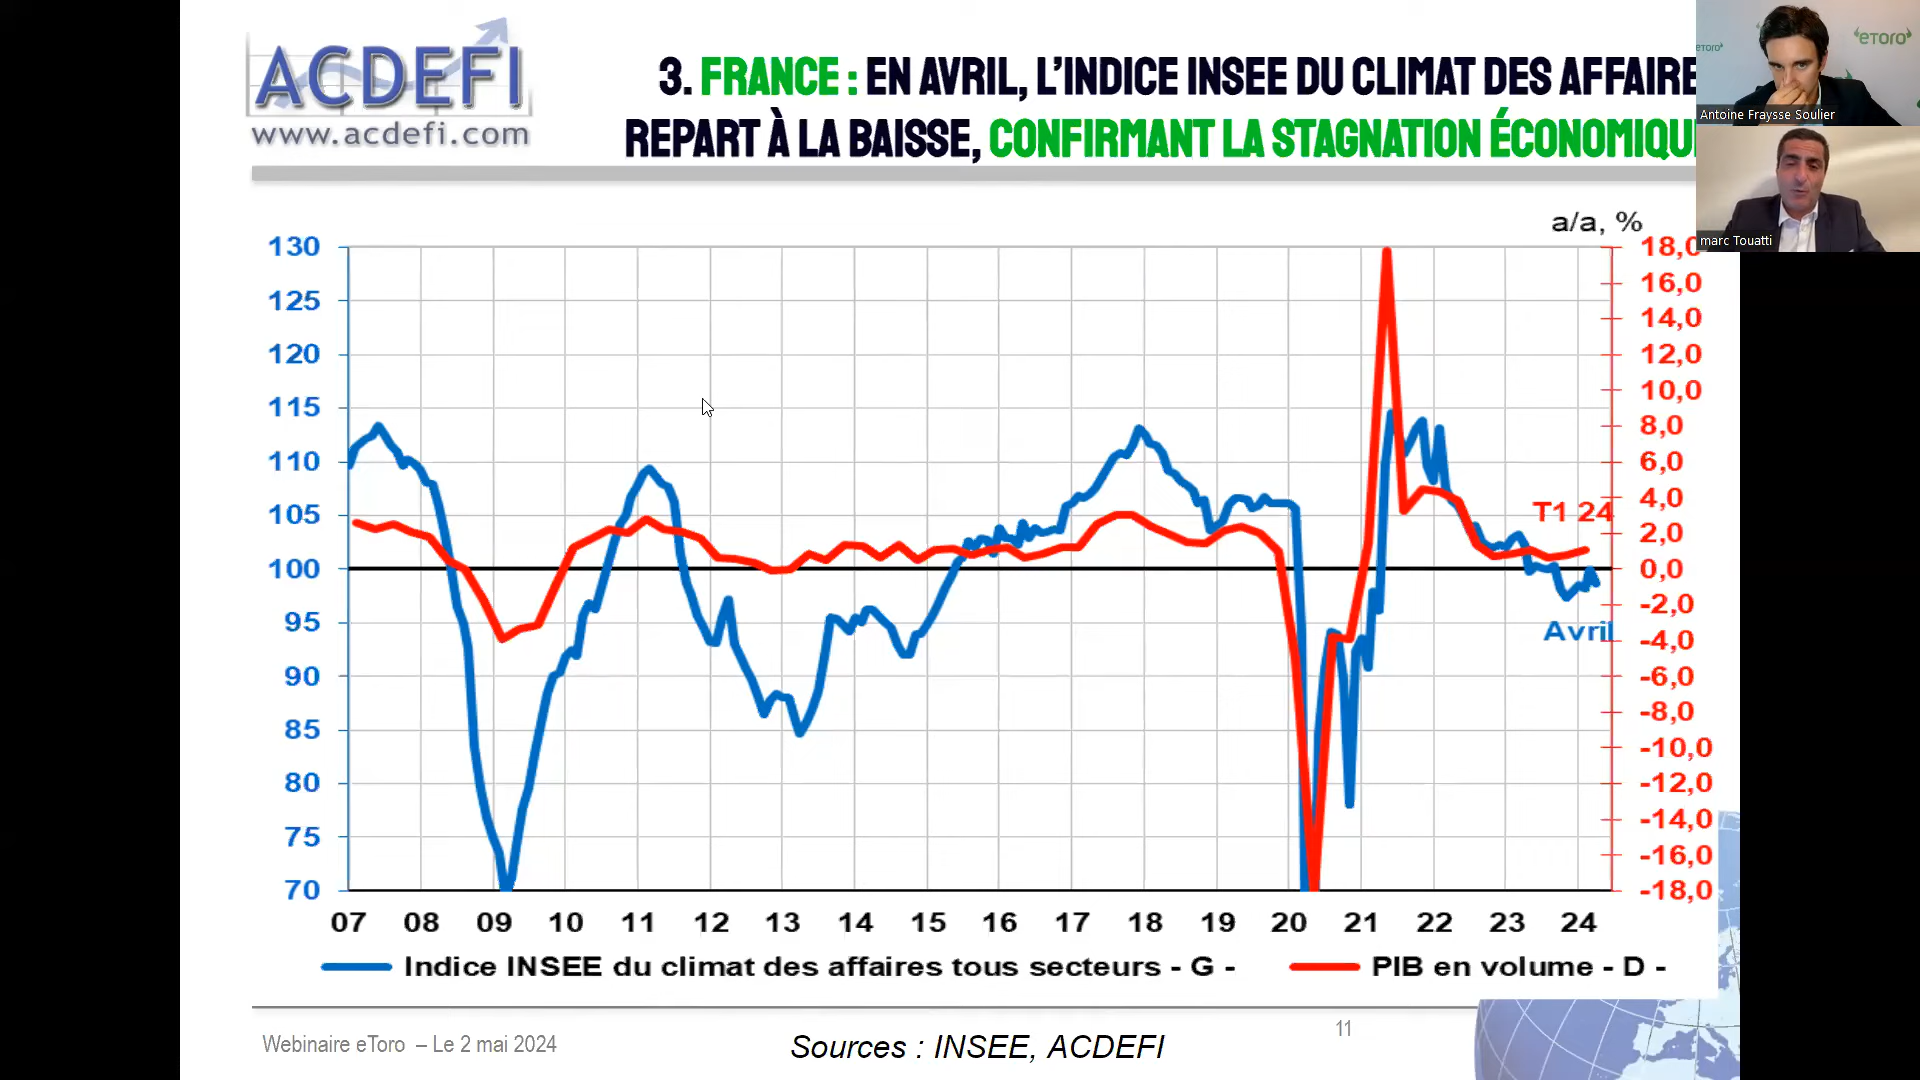 ACDEFI
www.acdefi.com
3. FRANCE : EN AVRIL, L'INDICE INSEE DU CLIMAT DES AFFAIRE
REPART À LA BAISSE, CONFIRMANT LA STAGNATION ÉCONOMIQU
eTORO
eTORO
Antoine Fraysse Soulier
marc Touatti
a/a, %
130
125
120
115
110
105
100
95
90
85
80
75
70
18,0
16,0
14,0
12,0
10,0
8,0
6,0
4,0
2,0
0,0
-2,0
-4,0
-6,0
-8,0
-10,0
-12,0
-14,0
-16,0
-18,0
T1 24
Avril
07 08 09 10 11 12 13 14 15 16 17 18 19 20 21 22 23 24
Indice INSEE du climat des affaires tous secteurs - G - PIB en volume - D -
Webinaire eToro – Le 2 mai 2024
Sources : INSEE, ACDEFI
11